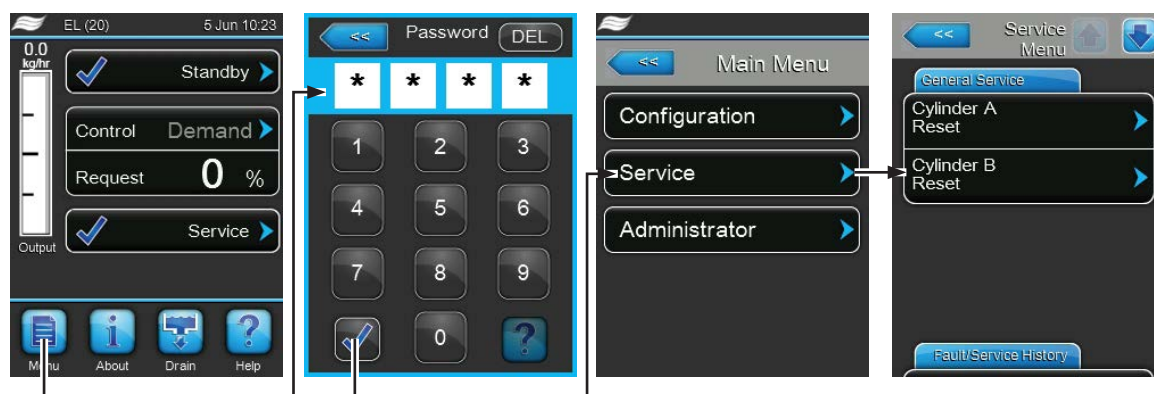 EL (20) 5 Jun 10:23
0.0
kg/hr
Standby
Control Demand
Request 0 %
Service
Output
Menu About Drain Help
<< Password DEL
* * * *
1 2 3
4 5 6
7 8 9
0 ?
<< Main Menu
Configuration
Service
Administrator
<< Service
Menu
General Service
Cylinder A
Reset
Cylinder B
Reset
Fault/Service History